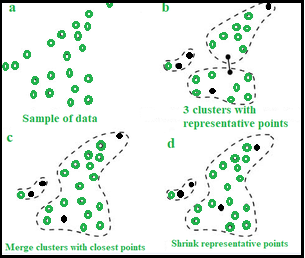 a
Sample of data
b
3 clusters with
representative points
c
Merge clusters with closest points
d
Shrink representative points